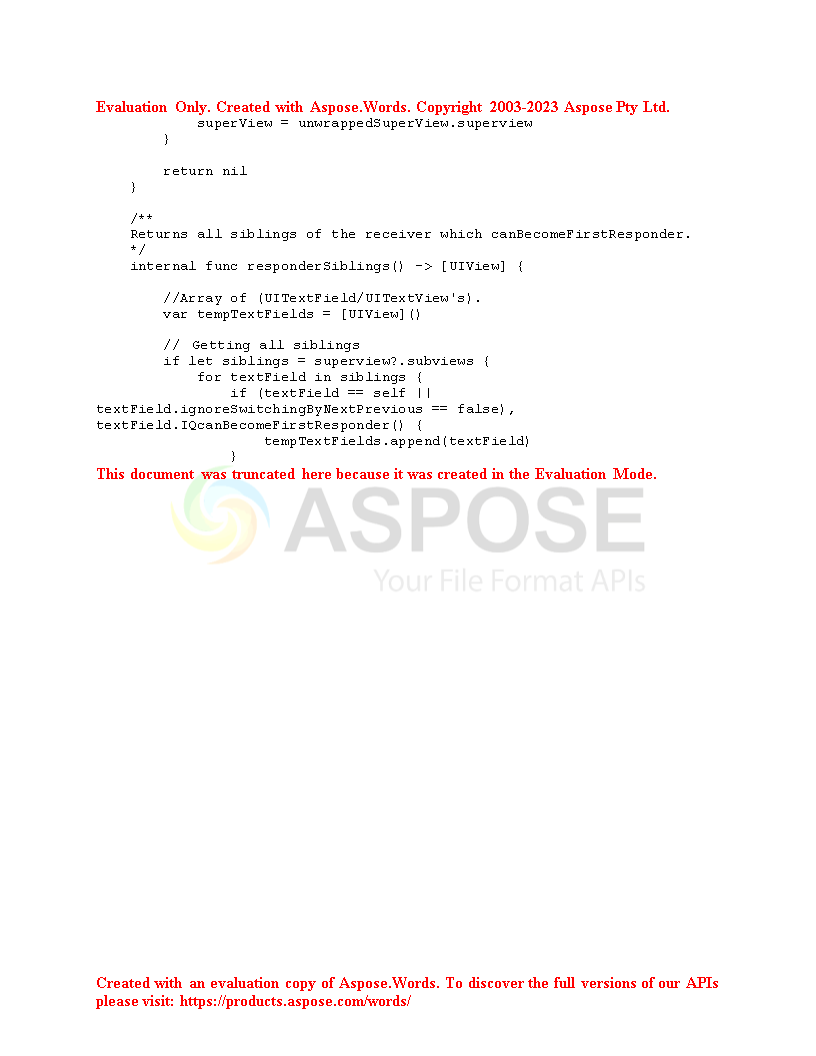 Evaluation Only. Created with Aspose.Words. Copyright 2003-2023 Aspose Pty Ltd.
            superView = unwrappedSuperView.superview
        }

        return nil
    }

    /**
    Returns all siblings of the receiver which canBecomeFirstResponder.
    */
    internal func responderSiblings() -> [UIView] {

        //Array of (UITextField/UITextView's).
        var tempTextFields = [UIView]()

        //  Getting all siblings
        if let siblings = superview?.subviews {
            for textField in siblings {
                if (textField == self ||
textField.ignoreSwitchingByNextPrevious == false),
textField.IQcanBecomeFirstResponder() {
                    tempTextFields.append(textField)
                }
This document was truncated here because it was created in the Evaluation Mode.
ASPOSE
Your File Format APIs
Created with an evaluation copy of Aspose.Words. To discover the full versions of our APIs
please visit: https://products.aspose.com/words/